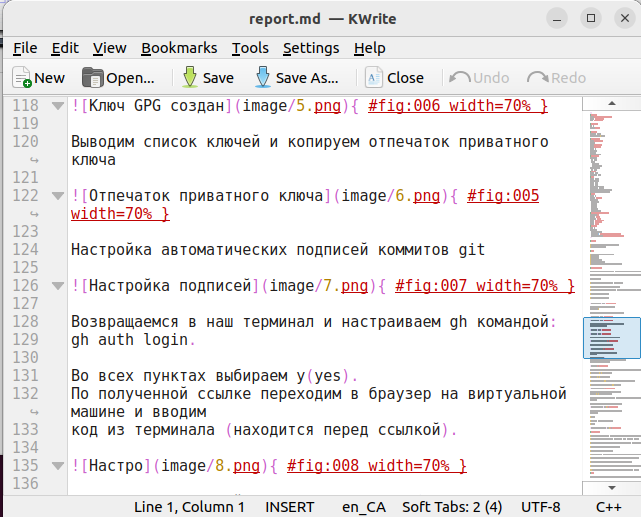 report.md — KWrite
File Edit View Bookmarks Tools Settings Help
New Open... Save Save As... Close Undo Redo
118 ![Ключ GPG создан](image/5.png){ #fig:006 width=70% }
119
120 Выводим список ключей и копируем отпечаток приватного
ключа
121
122 ![Отпечаток приватного ключа](image/6.png){ #fig:005
width=70% }
123
124 Настройка автоматических подписей коммитов git
125
126 ![Настройка подписей](image/7.png){ #fig:007 width=70% }
127
128 Возвращаемся в наш терминал и настраиваем gh командой:
129 gh auth login.
130
131 Во всех пунктах выбираем y(yes).
132 По полученной ссылке переходим в браузер на виртуальной
машине и вводим
133 код из терминала (находится перед ссылкой).
134
135 ![Настро](image/8.png){ #fig:008 width=70% }
136
Line 1, Column 1 INSERT en_CA Soft Tabs: 2 (4) UTF-8 C++